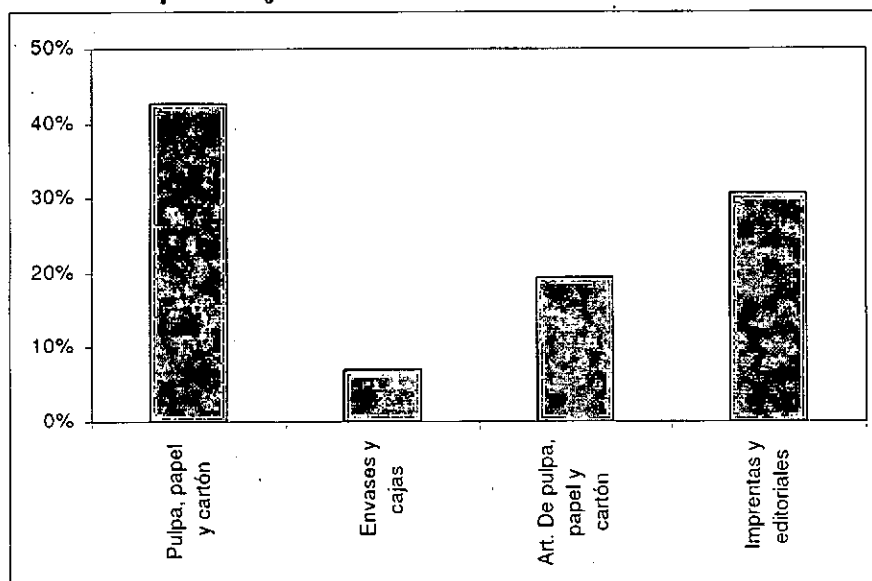 50%
40%
30%
20%
10%
0%
Pulpa, papel
y cartón
Envases y
cajas
Art. De pulpa,
papel y
cartón
Imprentas y
editoriales